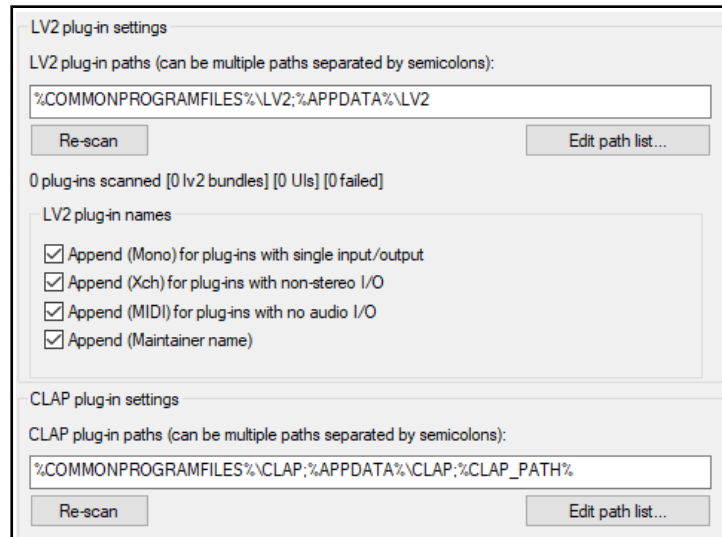 LV2 plug-in settings
LV2 plug-in paths (can be multiple paths separated by semicolons):
%COMMONPROGRAMFILES%\LV2;%APPDATA%\LV2
Re-scan
Edit path list...
0 plug-ins scanned [0 lv2 bundles] [0 UIs] [0 failed]
LV2 plug-in names
Append (Mono) for plug-ins with single input/output
Append (Xch) for plug-ins with non-stereo I/O
Append (MIDI) for plug-ins with no audio I/O
Append (Maintainer name)
CLAP plug-in settings
CLAP plug-in paths (can be multiple paths separated by semicolons):
%COMMONPROGRAMFILES%\CLAP;%APPDATA%\CLAP;%CLAP_PATH%
Re-scan
Edit path list...